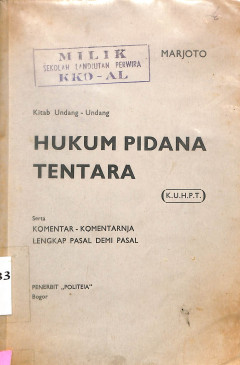 MILIK
SEKOLAH LANDJUTAN PERWIRA
KKO-AL
MARJOTO
Kitab Undang - Undang
HUKUM PIDANA
TENTARA
(K.U.H.P.T.)
Serta
KOMENTAR - KOMENTARNJA
LENGKAP PASAL DEMI PASAL
33
PENERBIT „POLITEIA"
Bogor